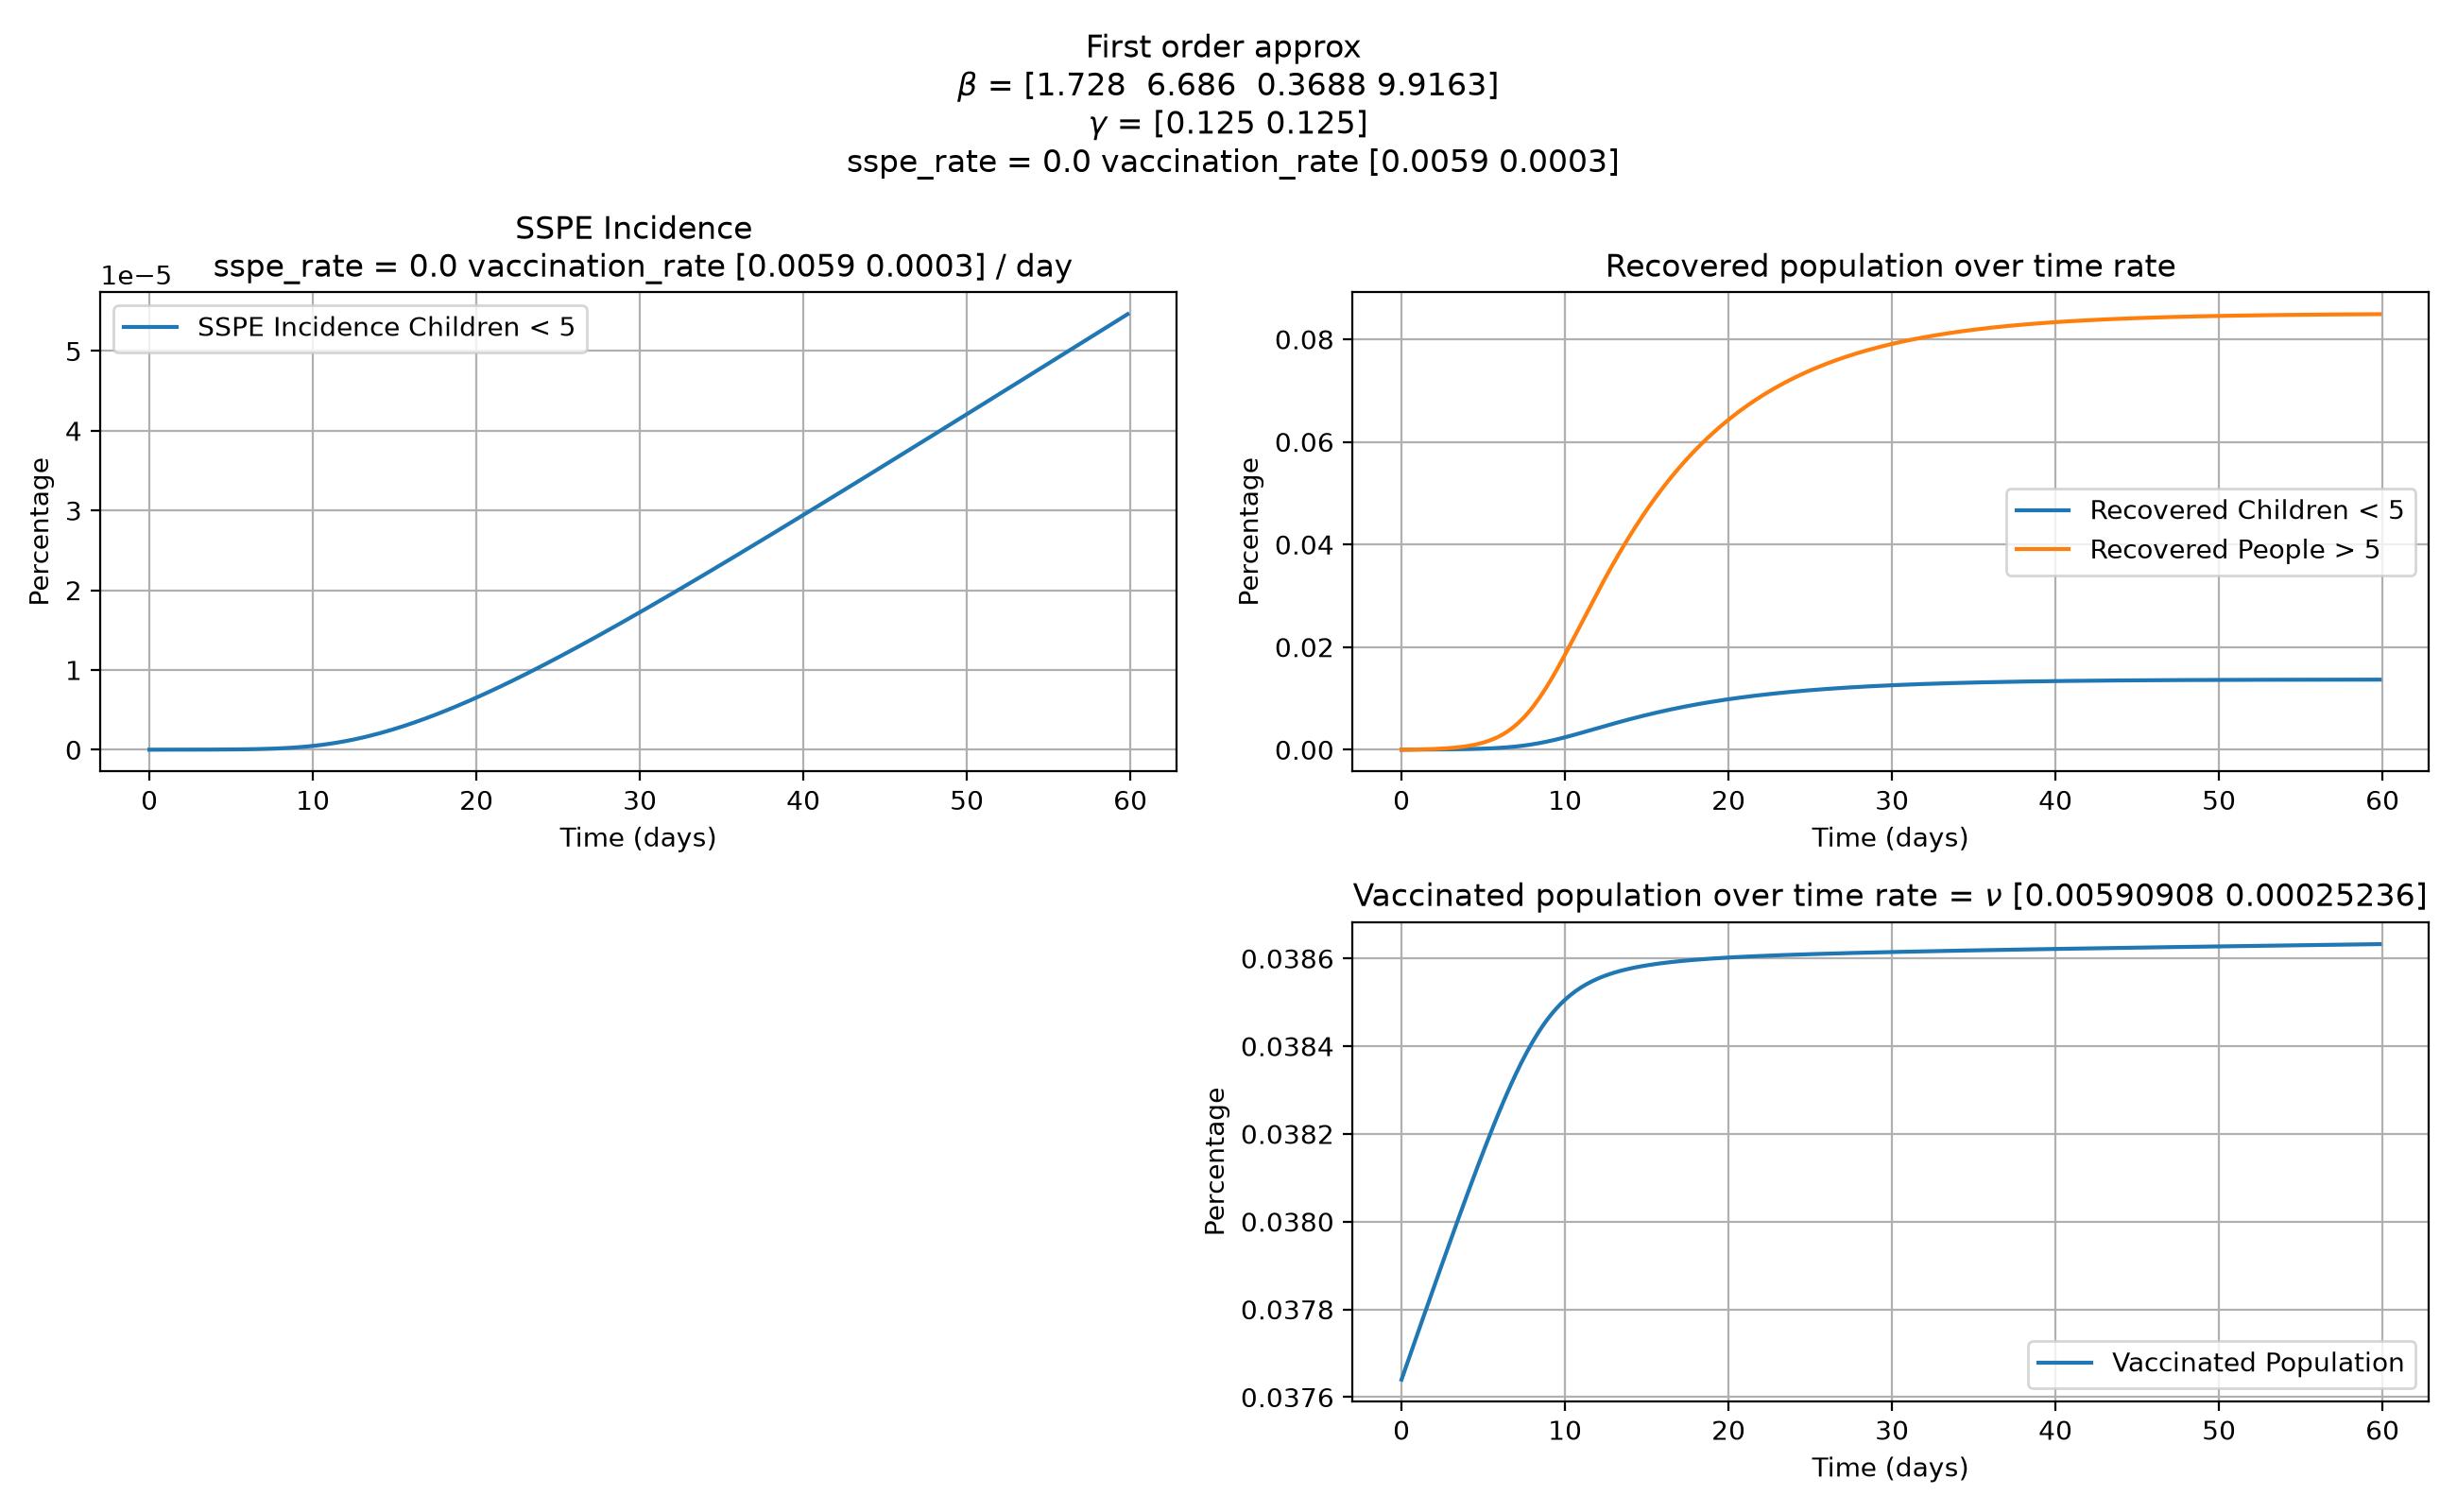 First order approx
β = [1.728  6.686  0.3688 9.9163]
γ = [0.125 0.125]
sspe_rate = 0.0 vaccination_rate [0.0059 0.0003]
SSPE Incidence
sspe_rate = 0.0 vaccination_rate [0.0059 0.0003] / day
1e−5
SSPE Incidence Children < 5
5
4
3
2
1
0
Percentage
0 10 20 30 40 50 60
Time (days)
Recovered population over time rate
0.08
0.06
0.04
0.02
0.00
Percentage
Recovered Children < 5
Recovered People > 5
0 10 20 30 40 50 60
Time (days)
Vaccinated population over time rate = ν [0.00590908 0.00025236]
0.0386
0.0384
0.0382
0.0380
0.0378
0.0376
Percentage
Vaccinated Population
0 10 20 30 40 50 60
Time (days)